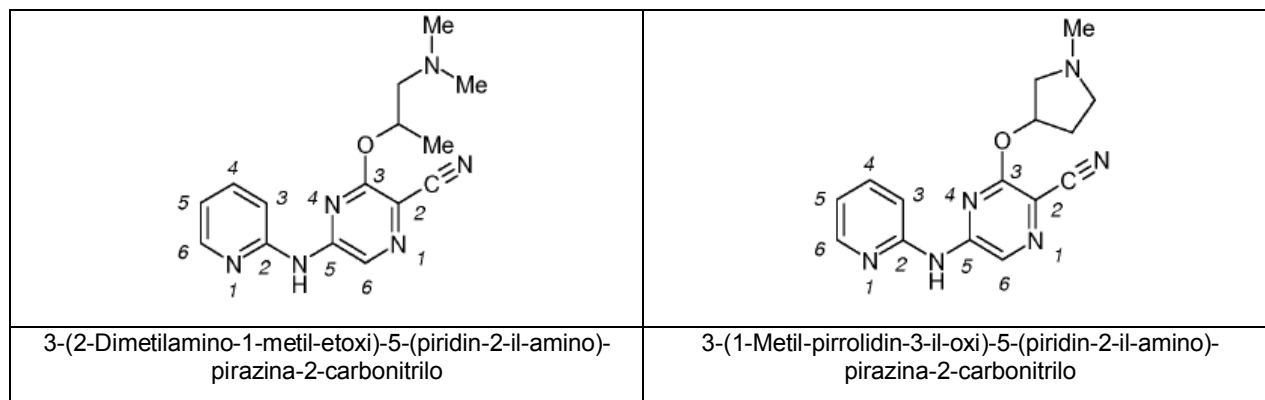 Me
N
Me
O
Me
4
3
C
N
4
5
3
N
2
6
N
1
N
2
N
H
5
6
1
Me
N
O
4
3
C
N
4
5
3
N
2
6
N
1
N
2
N
H
5
6
1
3-(2-Dimetilamino-1-metil-etoxi)-5-(piridin-2-il-amino)-
pirazina-2-carbonitrilo
3-(1-Metil-pirrolidin-3-il-oxi)-5-(piridin-2-il-amino)-
pirazina-2-carbonitrilo